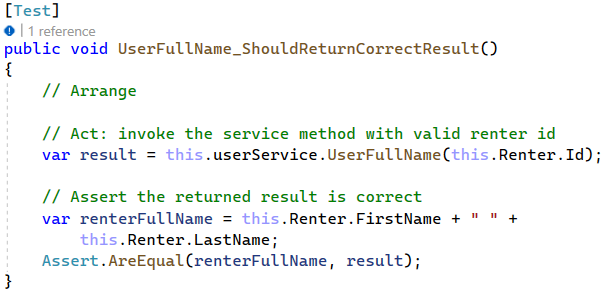 [Test]
| 1 reference
public void UserFullName_ShouldReturnCorrectResult()
{
// Arrange
// Act: invoke the service method with valid renter id
var result = this.userService.UserFullName(this.Renter.Id);
// Assert the returned result is correct
var renterFullName = this.Renter.FirstName + " " +
this.Renter.LastName;
Assert.AreEqual(renterFullName, result);
}